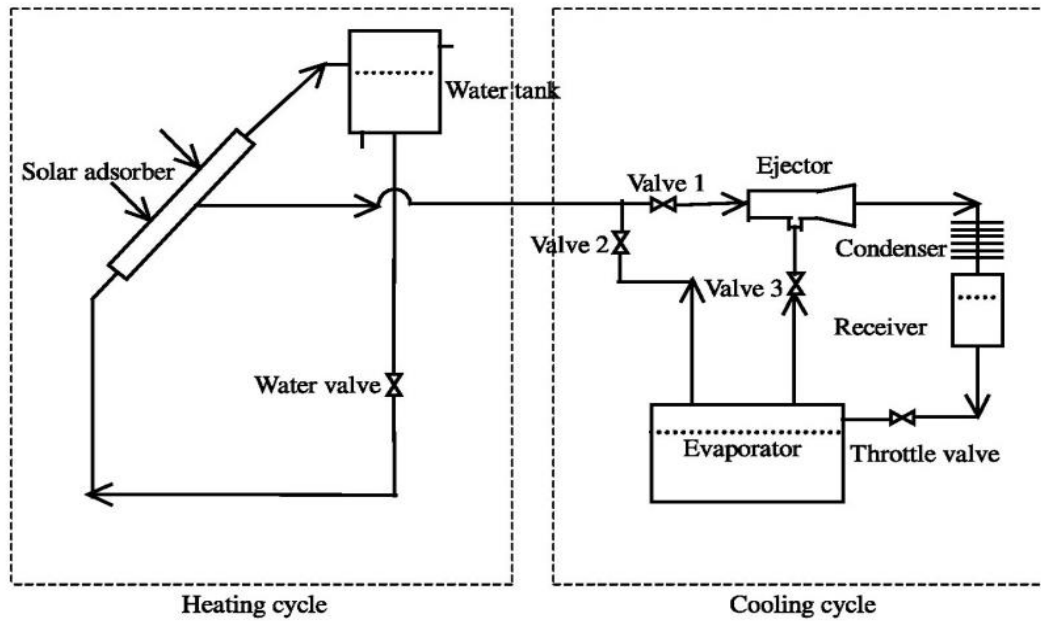 Water tank
Solar adsorber
Ejector
Valve 1
Valve 2
Condenser
Valve 3
Receiver
Water valve
Evaporator
Throttle valve
Heating cycle
Cooling cycle